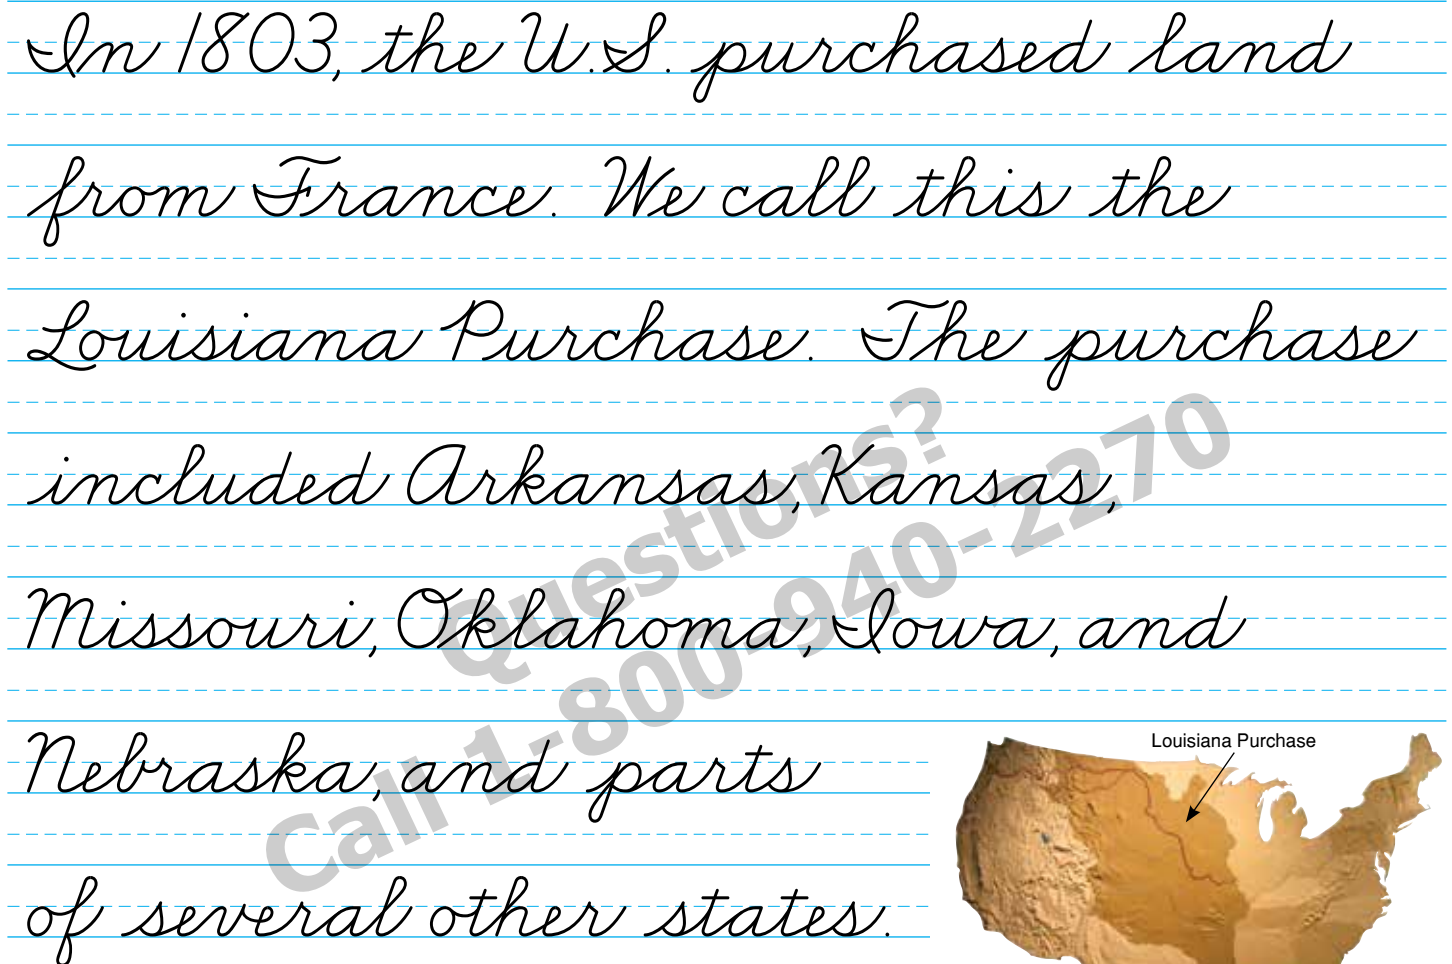 In 1803, the U.S. purchased land
from France. We call this the
Louisiana Purchase. The purchase
included Arkansas, Kansas,
Missouri, Oklahoma, Iowa, and
Nebraska, and parts
of several other states.
Louisiana Purchase
Questions?
Call 1-800-940-2270